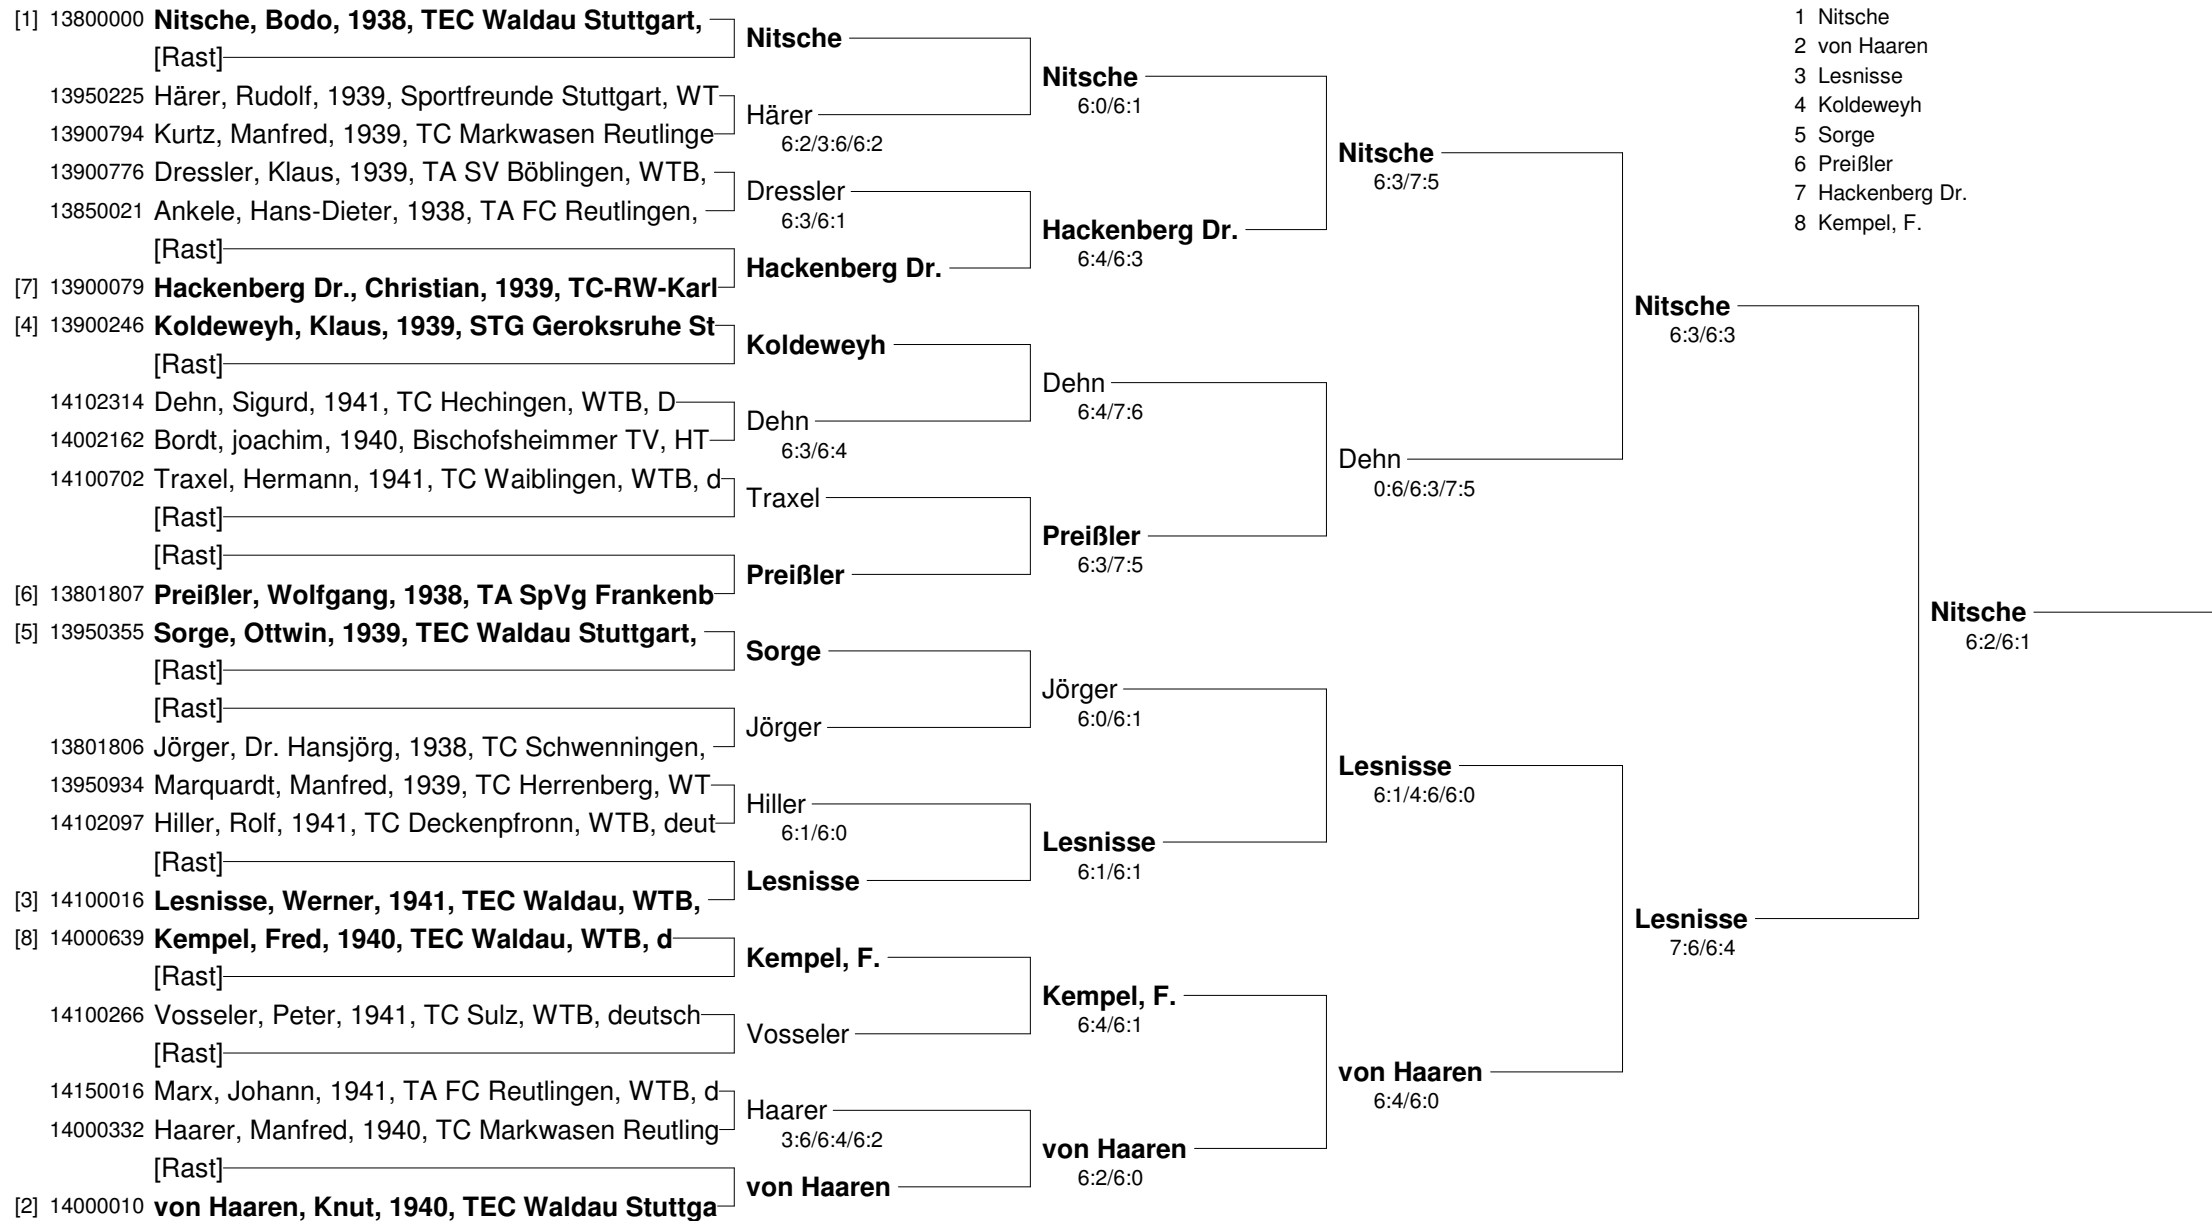 [1] 13800000 Nitsche, Bodo, 1938, TEC Waldau Stuttgart,
[Rast]
13950225 Härer, Rudolf, 1939, Sportfreunde Stuttgart, WT
13900794 Kurtz, Manfred, 1939, TC Markwasen Reutlinge
13900776 Dressler, Klaus, 1939, TA SV Böblingen, WTB,
13850021 Ankele, Hans-Dieter, 1938, TA FC Reutlingen,
[Rast]
[7] 13900079 Hackenberg Dr., Christian, 1939, TC-RW-Karl
[4] 13900246 Koldeweyh, Klaus, 1939, STG Geroksruhe St
[Rast]
14102314 Dehn, Sigurd, 1941, TC Hechingen, WTB, D
14002162 Bordt, joachim, 1940, Bischofsheimmer TV, HT
14100702 Traxel, Hermann, 1941, TC Waiblingen, WTB, d
[Rast]
[Rast]
[6] 13801807 Preißler, Wolfgang, 1938, TA SpVg Frankenb
[5] 13950355 Sorge, Ottwin, 1939, TEC Waldau Stuttgart,
[Rast]
[Rast]
13801806 Jörger, Dr. Hansjörg, 1938, TC Schwenningen,
13950934 Marquardt, Manfred, 1939, TC Herrenberg, WT
14102097 Hiller, Rolf, 1941, TC Deckenpfronn, WTB, deut
[Rast]
[3] 14100016 Lesnisse, Werner, 1941, TEC Waldau, WTB,
[8] 14000639 Kempel, Fred, 1940, TEC Waldau, WTB, d
[Rast]
14100266 Vosseler, Peter, 1941, TC Sulz, WTB, deutsch
[Rast]
14150016 Marx, Johann, 1941, TA FC Reutlingen, WTB, d
14000332 Haarer, Manfred, 1940, TC Markwasen Reutling
[Rast]
[2] 14000010 von Haaren, Knut, 1940, TEC Waldau Stuttga
Nitsche
Härer
6:2/3:6/6:2
Dressler
6:3/6:1
Hackenberg Dr.
Koldeweyh
Dehn
6:3/6:4
Traxel
Preißler
Sorge
Jörger
Hiller
6:1/6:0
Lesnisse
Kempel, F.
Vosseler
Haarer
3:6/6:4/6:2
von Haaren
Nitsche
6:0/6:1
Hackenberg Dr.
6:4/6:3
Dehn
6:4/7:6
Preißler
6:3/7:5
Jörger
6:0/6:1
Lesnisse
6:1/6:1
Kempel, F.
6:4/6:1
von Haaren
6:2/6:0
Nitsche
6:3/7:5
Dehn
0:6/6:3/7:5
Lesnisse
6:1/4:6/6:0
von Haaren
6:4/6:0
Nitsche
6:3/6:3
Lesnisse
7:6/6:4
Nitsche
6:2/6:1
1 Nitsche
2 von Haaren
3 Lesnisse
4 Koldeweyh
5 Sorge
6 Preißler
7 Hackenberg Dr.
8 Kempel, F.